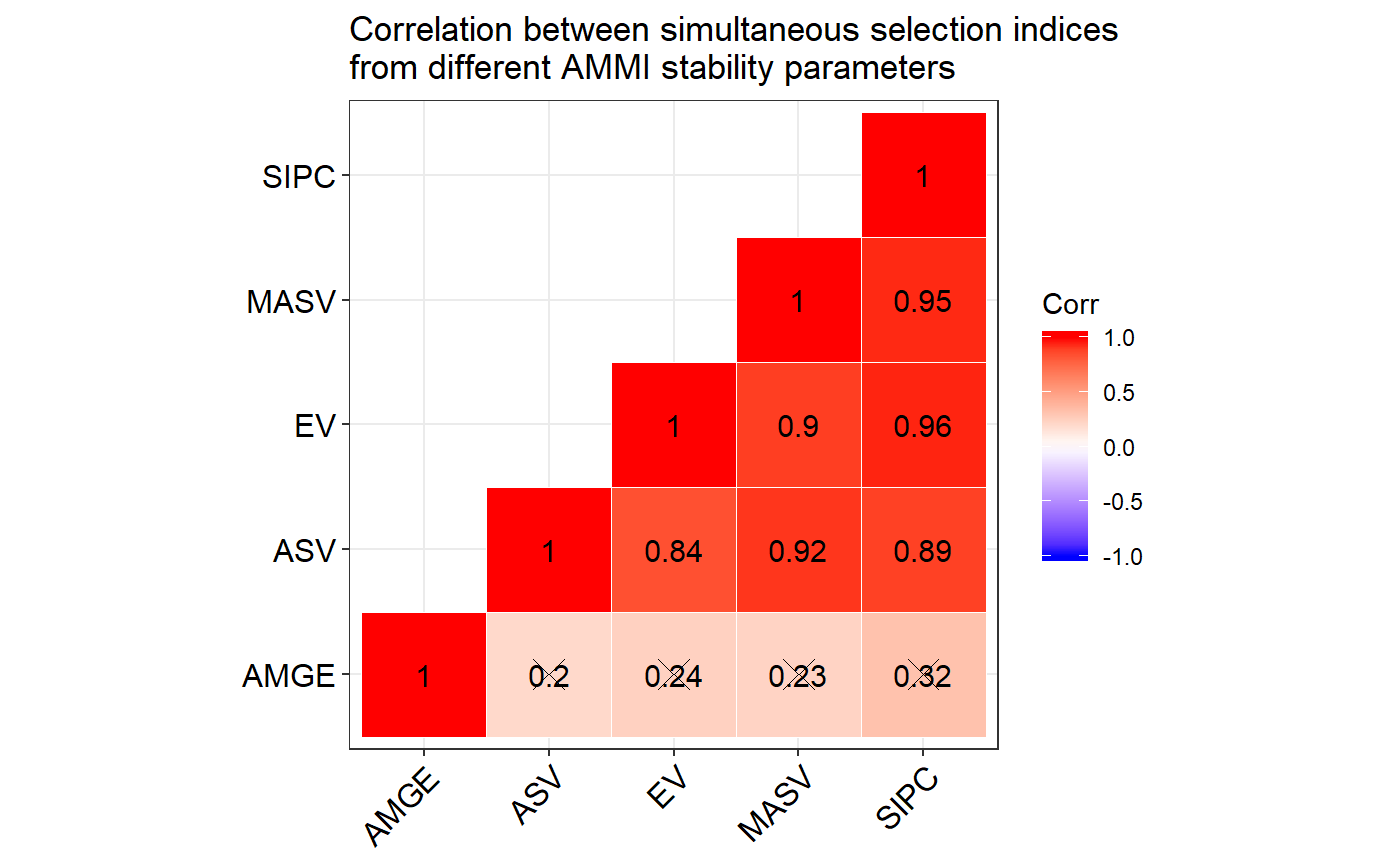 Correlation between simultaneous selection indices
from different AMMI stability parameters
SIPC 1
MASV 1 0.95
EV 1 0.9 0.96
ASV 1 0.84 0.92 0.89
AMGE 1 0.2 0.24 0.23 0.32
AMGE ASV EV MASV SIPC
Corr
1.0
0.5
0.0
-0.5
-1.0